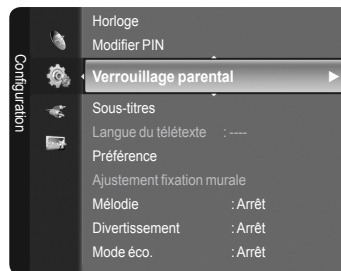 Configuration
Horloge
Modifier PIN
Verrouillage parental
Sous-titres
Langue du télétexte : ----
Préférence
Ajustement fixation murale
Mélodie : Arrêt
Divertissement : Arrêt
Mode éco. : Arrêt